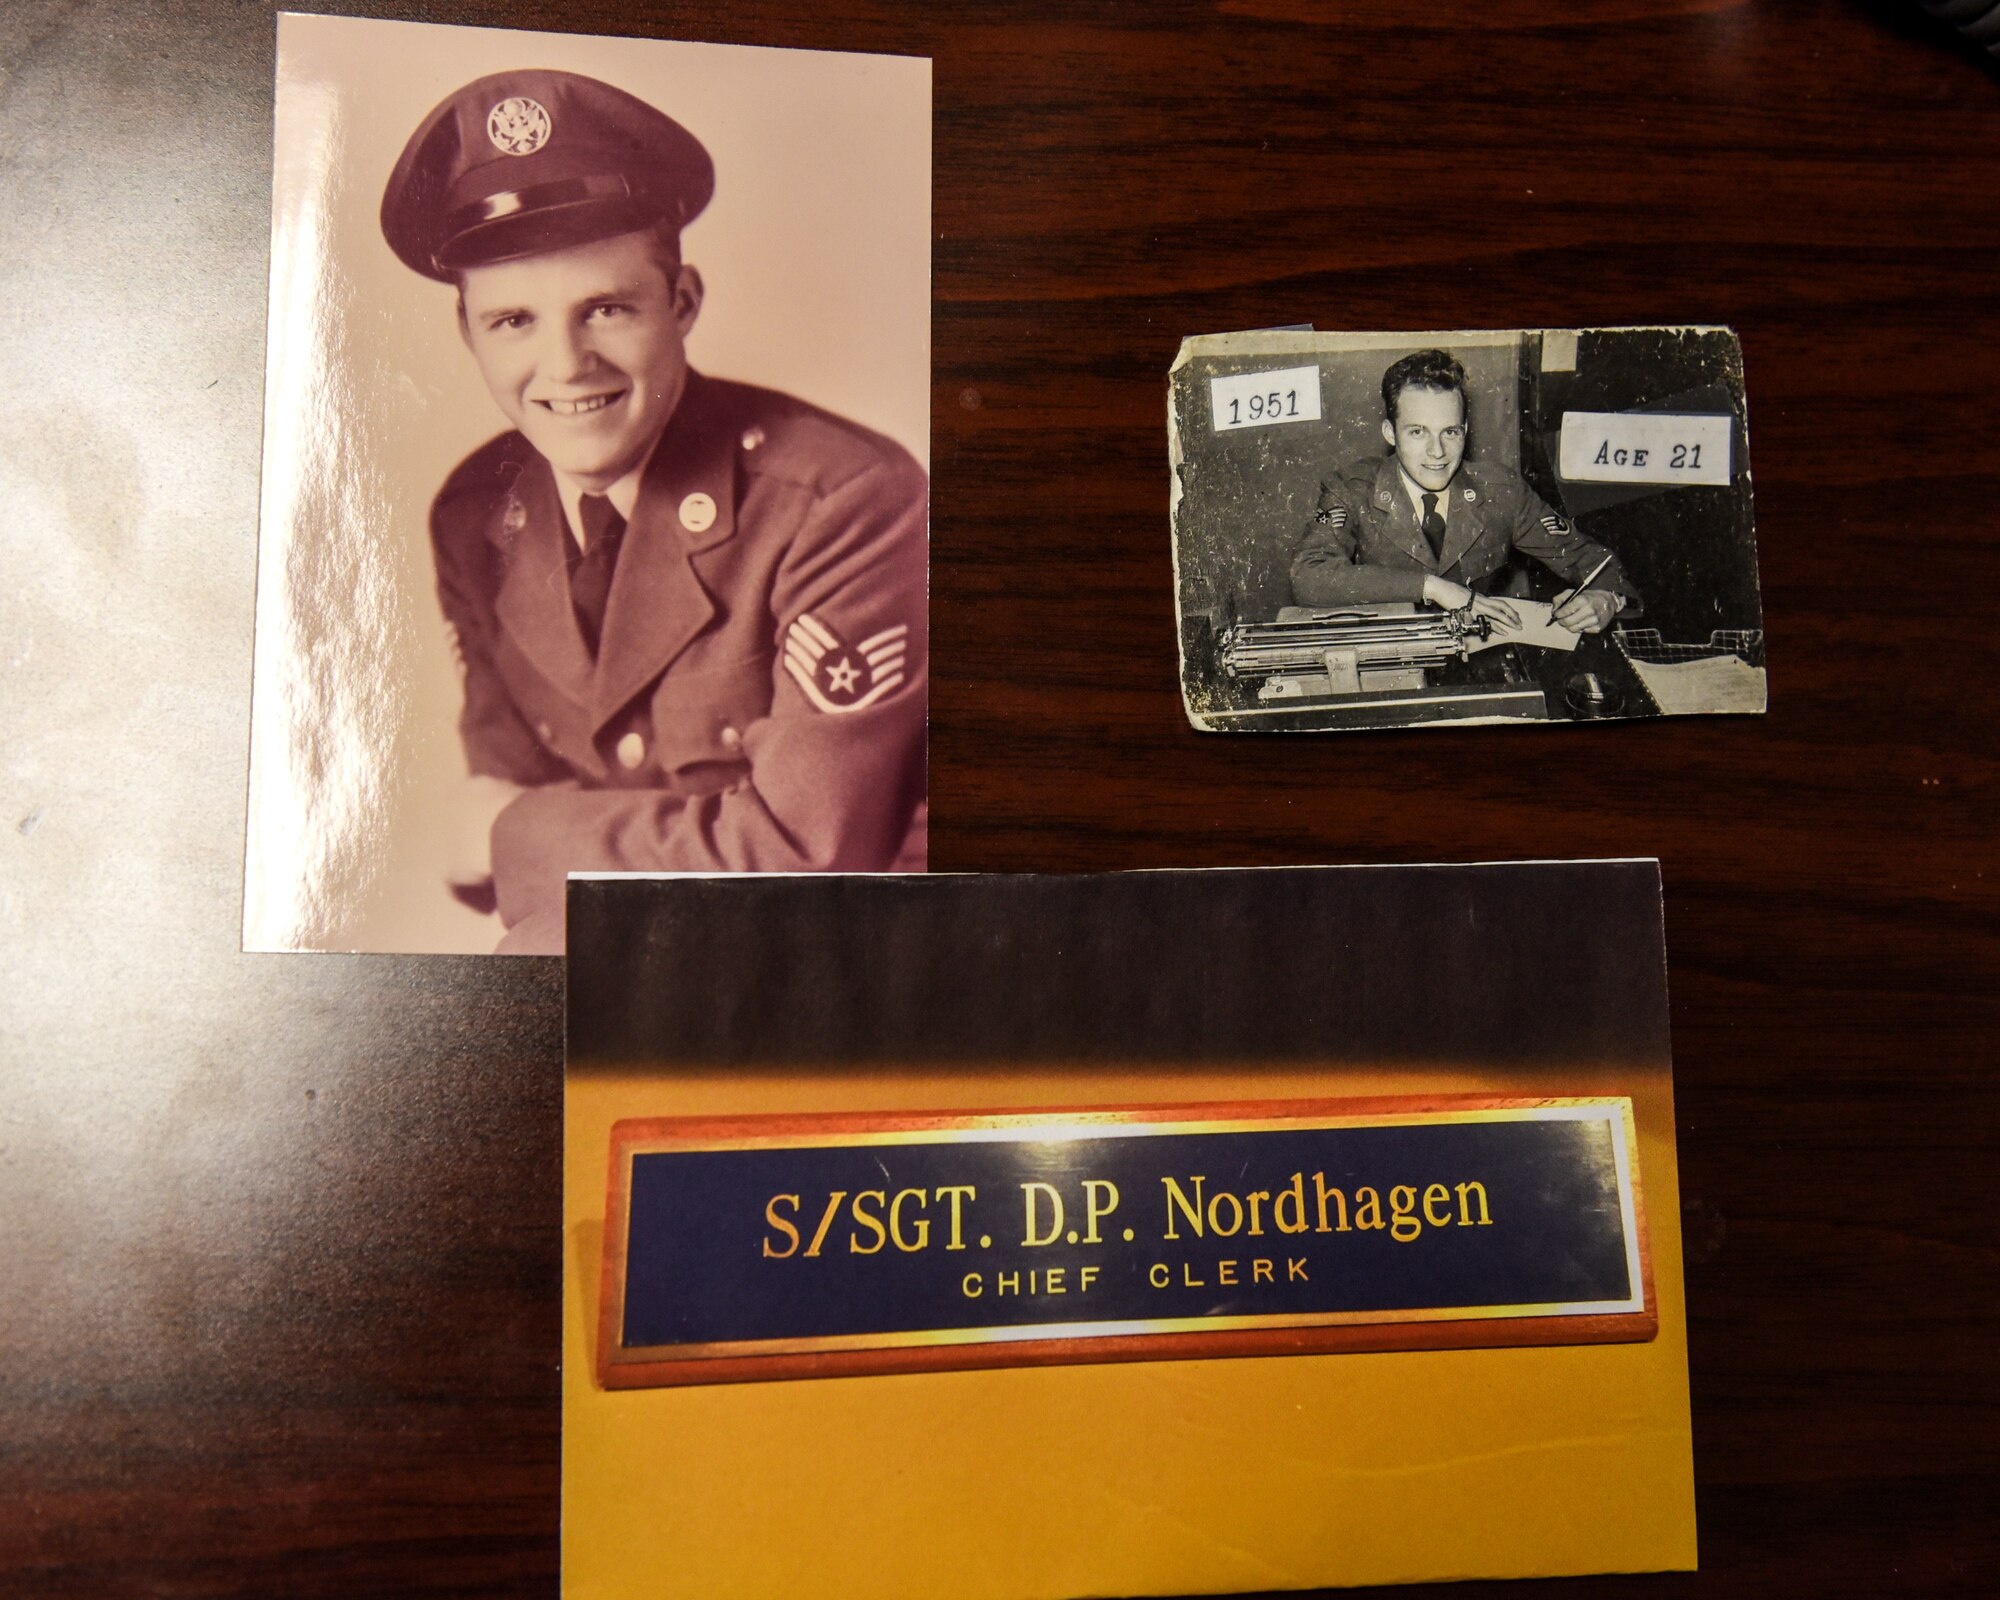 1951
AGE 21
S/SGT. D.P. Nordhagen
CHIEF CLERK